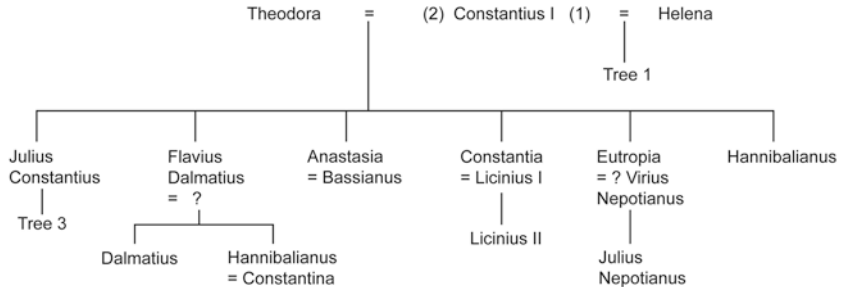 Theodora = (2) Constantius I (1) = Helena
Tree 1
Julius Constantius
Flavius Dalmatius = ?
Anastasia = Bassianus
Constantia = Licinius I
Eutropia = ? Virius Nepotianus
Hannibalianus
Tree 3
Licinius II
Dalmatius
Hannibalianus = Constantina
Julius Nepotianus